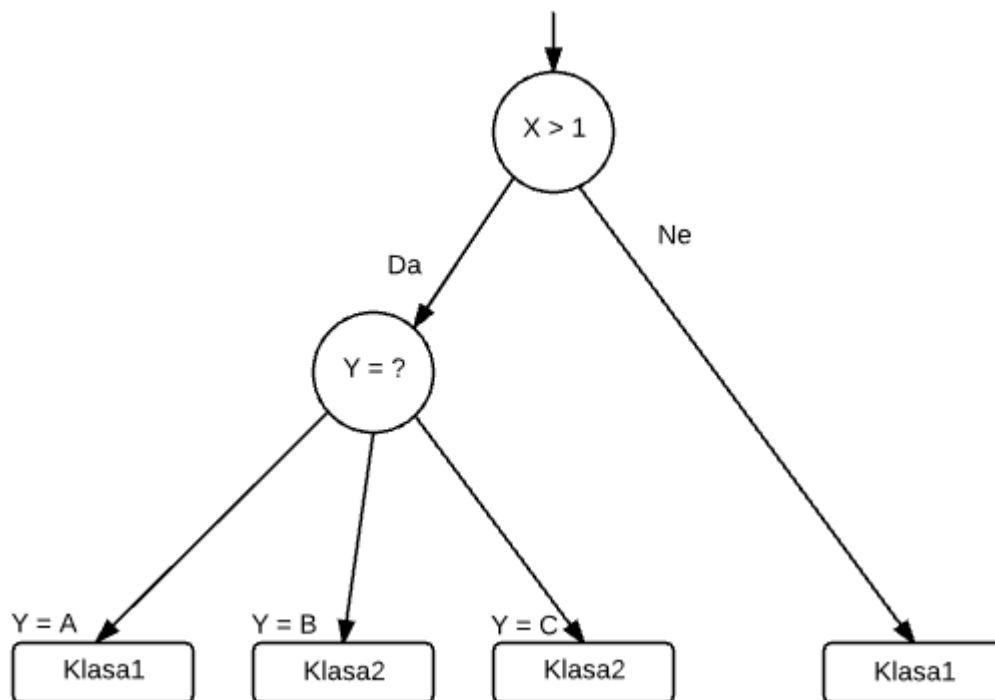 X > 1
Ne
Da
Y = ?
Y = A
Y = B
Y = C
Klasa1
Klasa2
Klasa2
Klasa1